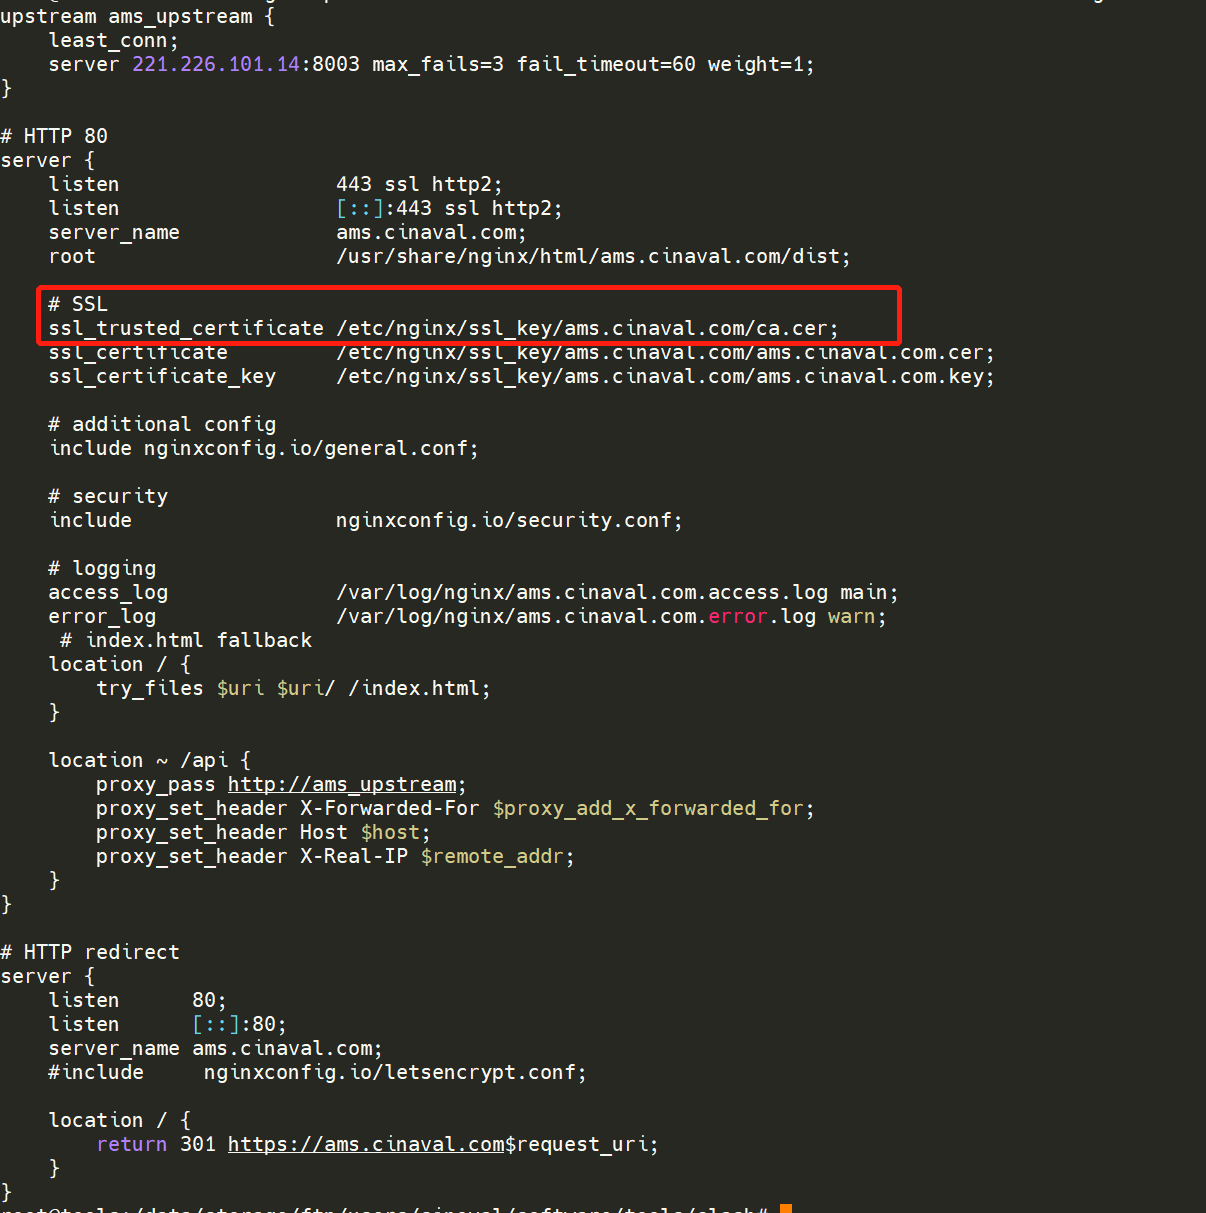 upstream ams_upstream {
    least_conn;
    server 221.226.101.14:8003 max_fails=3 fail_timeout=60 weight=1;
}

# HTTP 80
server {
    listen                  443 ssl http2;
    listen                  [::]:443 ssl http2;
    server_name             ams.cinaval.com;
    root                    /usr/share/nginx/html/ams.cinaval.com/dist;

    # SSL
    ssl_trusted_certificate /etc/nginx/ssl_key/ams.cinaval.com/ca.cer;
    ssl_certificate         /etc/nginx/ssl_key/ams.cinaval.com/ams.cinaval.com.cer;
    ssl_certificate_key     /etc/nginx/ssl_key/ams.cinaval.com/ams.cinaval.com.key;

    # additional config
    include nginxconfig.io/general.conf;

    # security
    include                 nginxconfig.io/security.conf;

    # logging
    access_log              /var/log/nginx/ams.cinaval.com.access.log main;
    error_log               /var/log/nginx/ams.cinaval.com.error.log warn;
     # index.html fallback
    location / {
        try_files $uri $uri/ /index.html;
    }

    location ~ /api {
        proxy_pass http://ams_upstream;
        proxy_set_header X-Forwarded-For $proxy_add_x_forwarded_for;
        proxy_set_header Host $host;
        proxy_set_header X-Real-IP $remote_addr;
    }
}

# HTTP redirect
server {
    listen      80;
    listen      [::]:80;
    server_name ams.cinaval.com;
    #include     nginxconfig.io/letsencrypt.conf;

    location / {
        return 301 https://ams.cinaval.com$request_uri;
    }
}